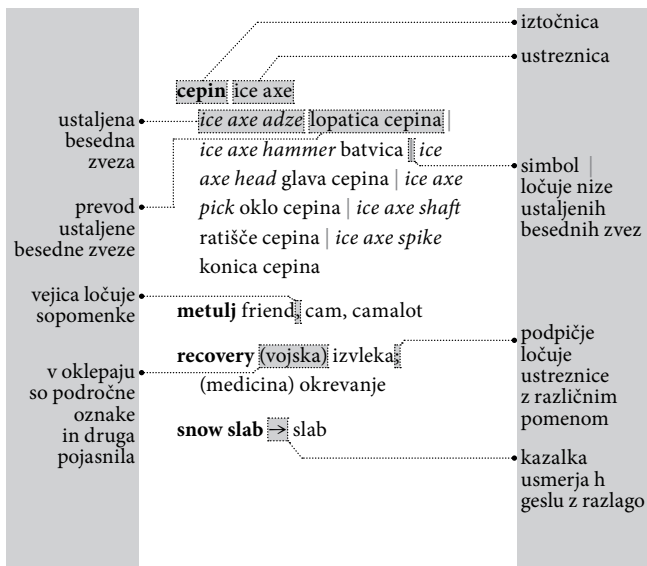 iztočnica
ustreznica
cepin ice axe
ice axe adze lopatica cepina |
ice axe hammer batvica | ice
axe head glava cepina | ice axe
pick oklo cepina | ice axe shaft
ratišče cepina | ice axe spike
konica cepina
metulj friend, cam, camalot
recovery (vojska) izvleka;
(medicina) okrevanje
snow slab → slab
ustaljena
besedna
zveza
prevod
ustaljene
besedne zveze
vejica ločuje
sopomenke
v oklepaju
so področne
oznake
in druga
pojasnila
simbol |
ločuje nize
ustaljenih
besednih zvez
podpičje
ločuje
ustreznice
z različnim
pomenom
kazalka
usmerja h
geslu z razlago